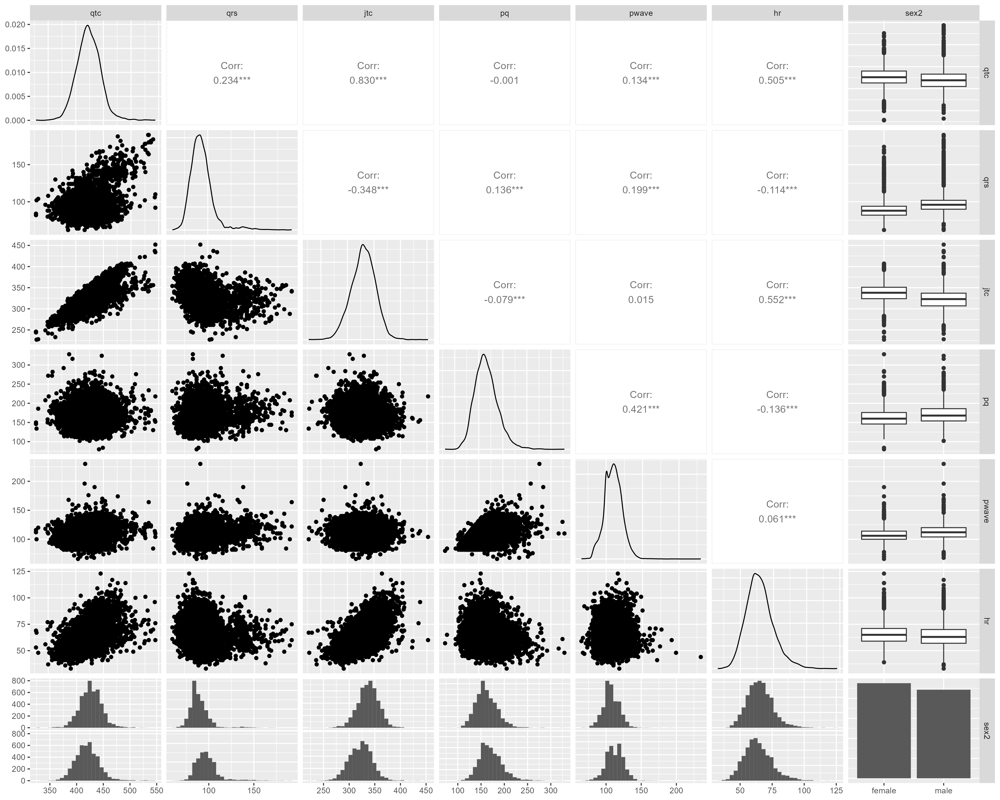 qtc qrs jtc pq pwave hr sex2
0.020
0.015
0.010
0.005
0.000
Corr:
0.234***
Corr:
0.830***
Corr:
-0.001
Corr:
0.134***
Corr:
0.505***
qtc
150
100
Corr:
-0.348***
Corr:
0.136***
Corr:
0.199***
Corr:
-0.114***
qrs
450
400
350
300
250
Corr:
-0.079***
Corr:
0.015
Corr:
0.552***
jtc
300
250
200
150
100
Corr:
0.421***
Corr:
-0.136***
pq
200
150
100
Corr:
0.061***
pwave
125
100
75
50
hr
800
600
400
200
0
800
600
400
200
0
sex2
350 400 450 500 550
100 150
250 300 350 400 450
100 150 200 250 300
100 150 200
50 75 100 125
female male